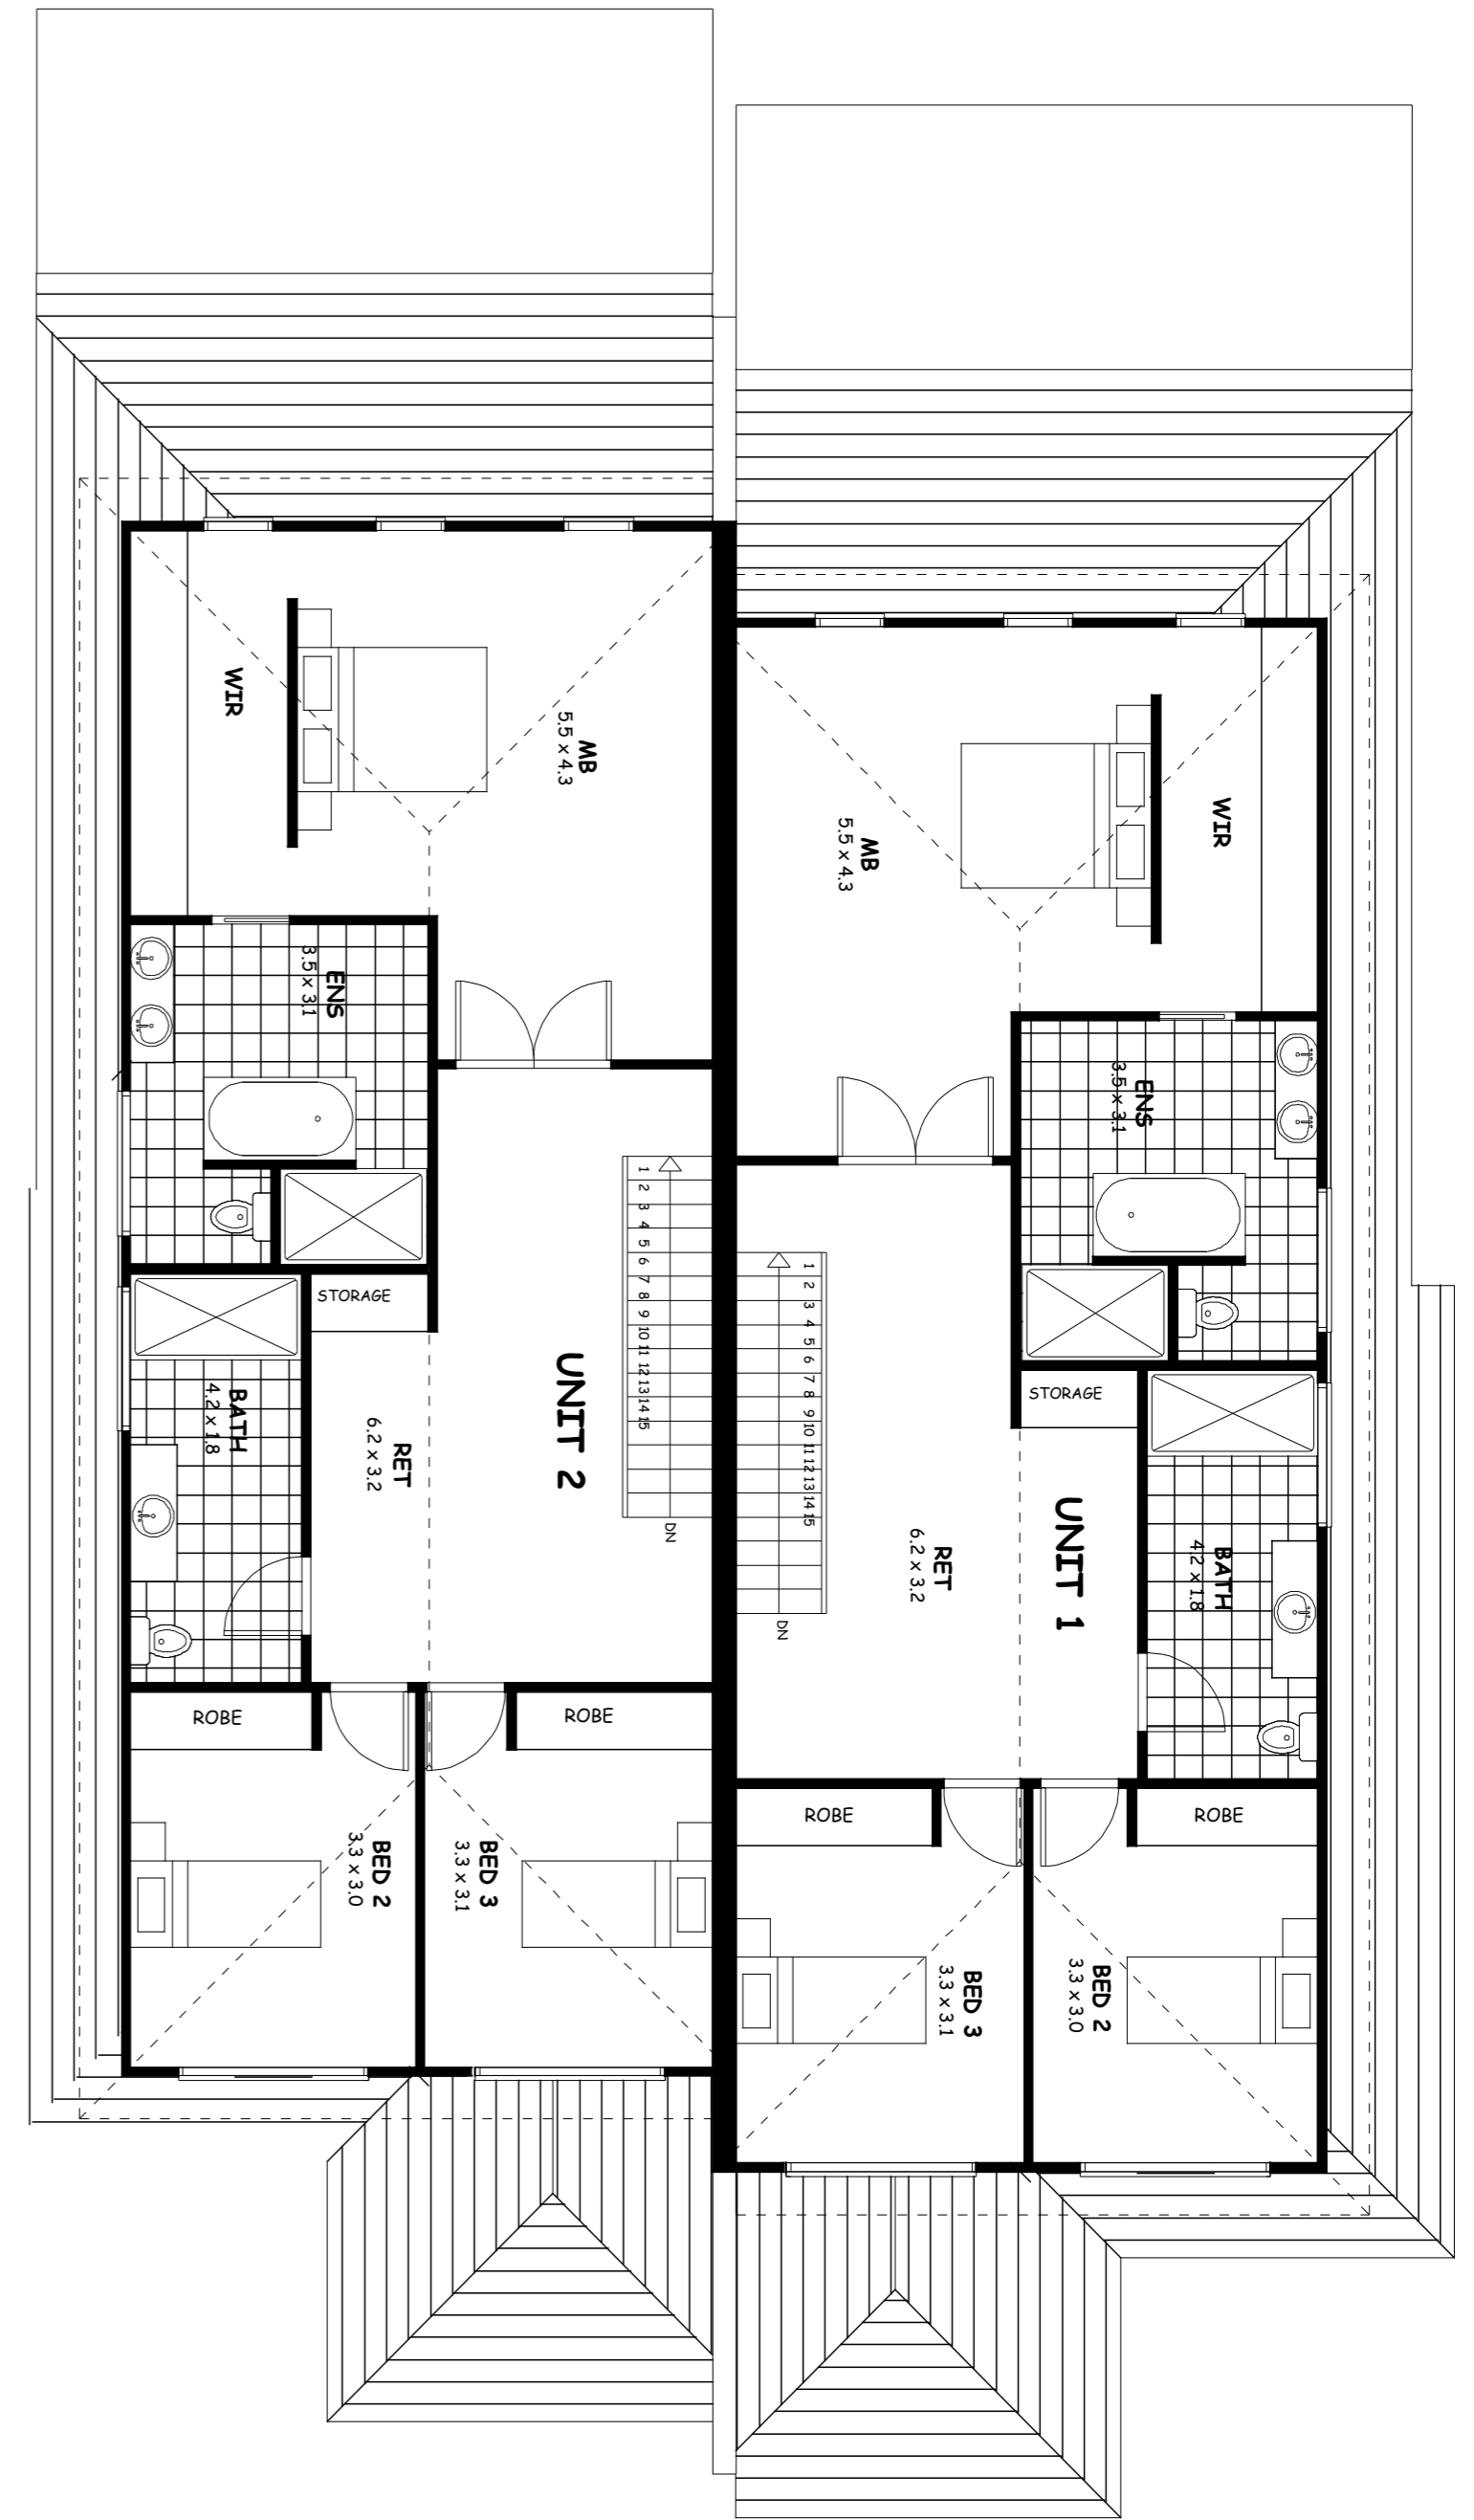 WIR
MB
5.5 x 4.3
ENS
3.5 x 3.1
STORAGE
BATH
4.2 x 1.8
RET
6.2 x 3.2
UNIT 2
1
2
3
4
5
6
7
8
9
10
11
12
13
14
15
DN
ROBE
ROBE
BED 2
3.3 x 3.0
BED 3
3.3 x 3.1
WIR
MB
5.5 x 4.3
ENS
3.5 x 3.1
STORAGE
BATH
4.2 x 1.8
RET
6.2 x 3.2
UNIT 1
1
2
3
4
5
6
7
8
9
10
11
12
13
14
15
DN
ROBE
ROBE
BED 3
3.3 x 3.1
BED 2
3.3 x 3.0